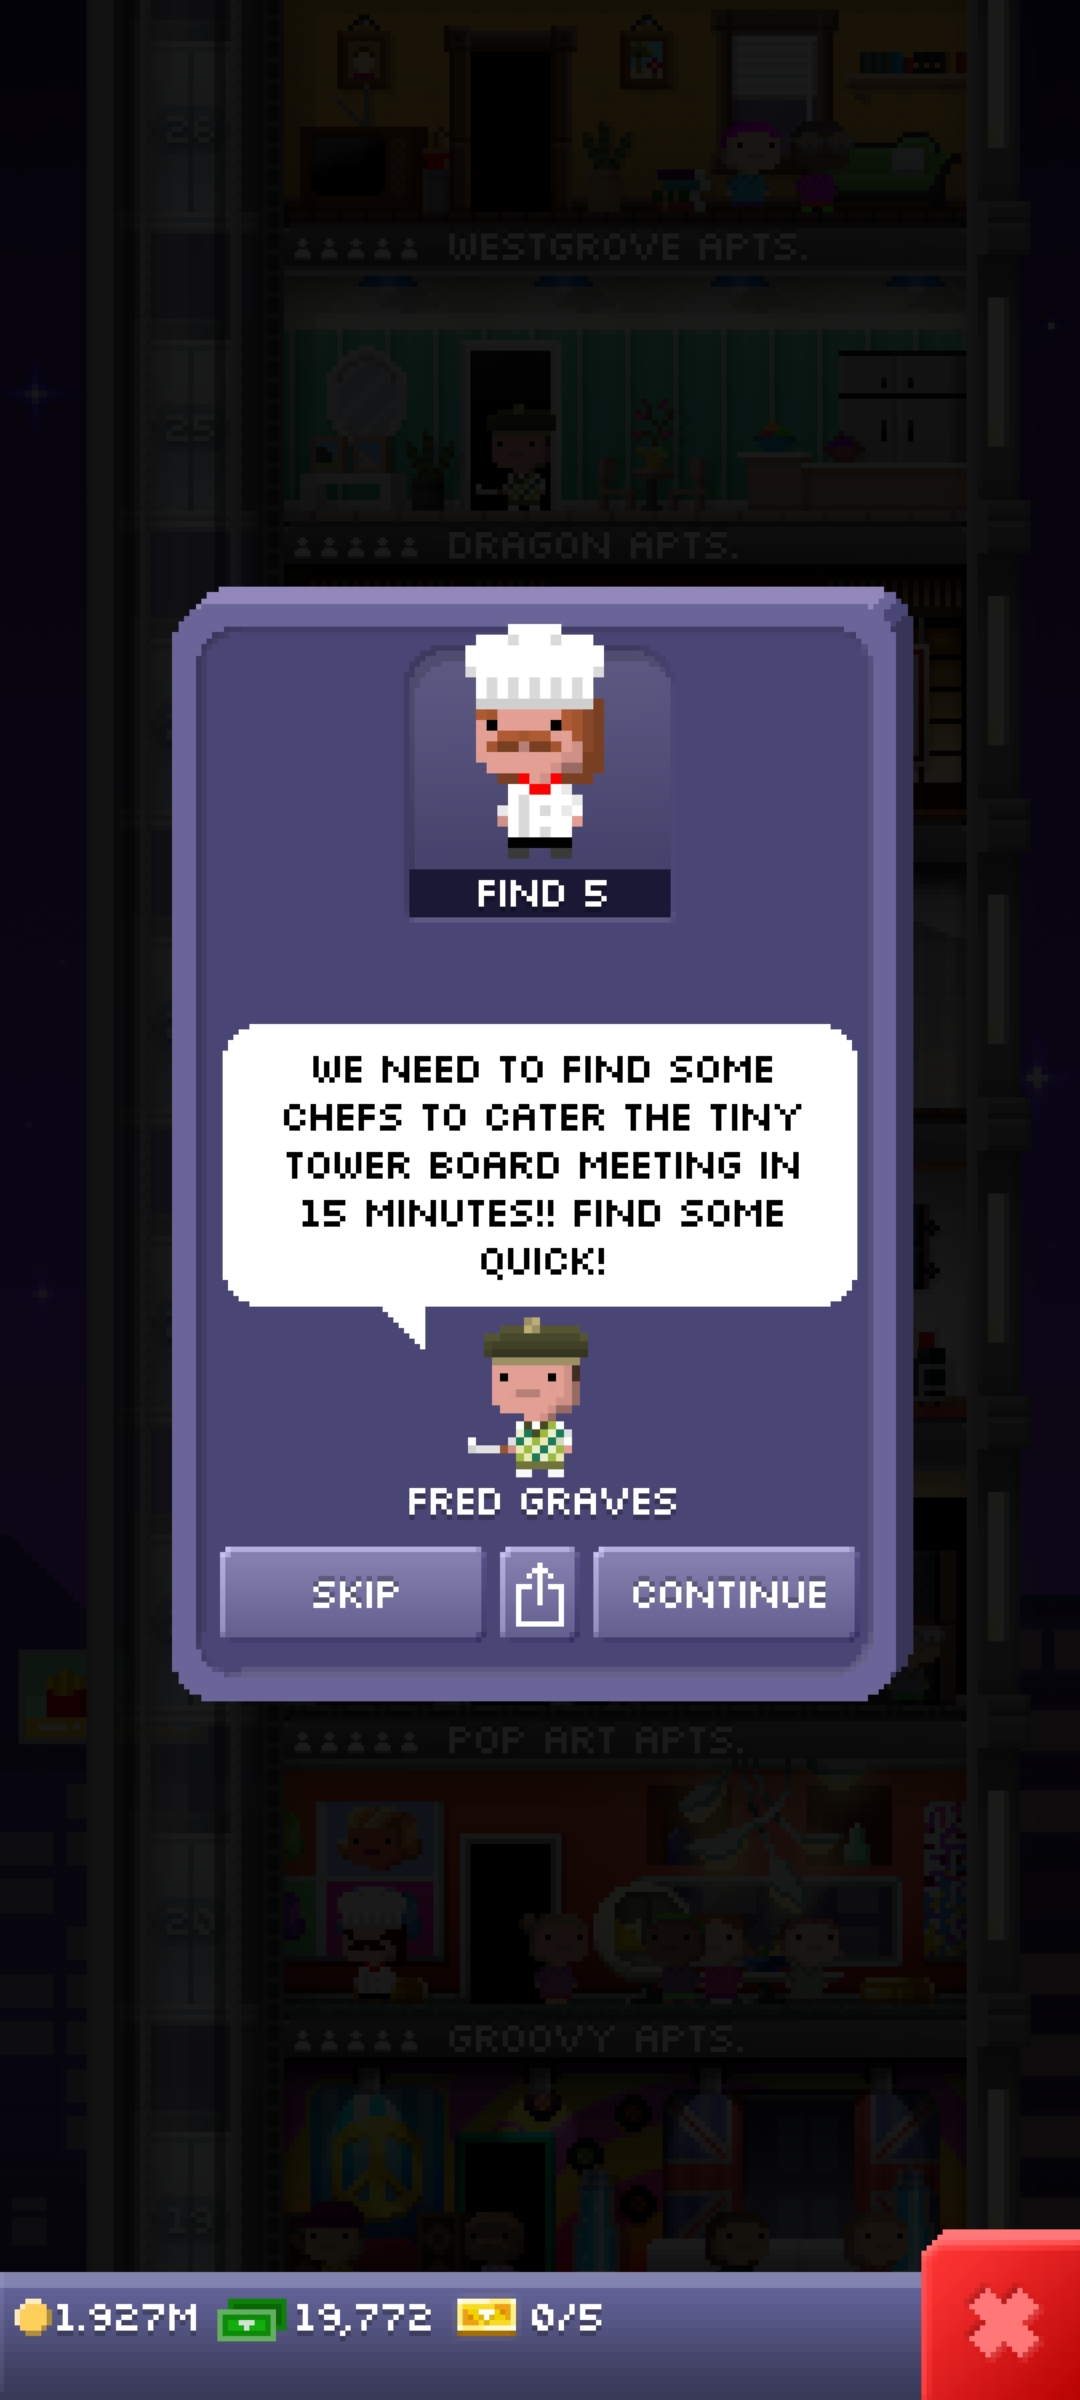 28
WESTGROVE APTS.
25
DRAGON APTS.
FIND 5
WE NEED TO FIND SOME
CHEFS TO CATER THE TINY
TOWER BOARD MEETING IN
15 MINUTES!! FIND SOME
QUICK!
FRED GRAVES
SKIP
CONTINUE
POP ART APTS.
20
GROOVY APTS.
1.927M 19,772 0/5